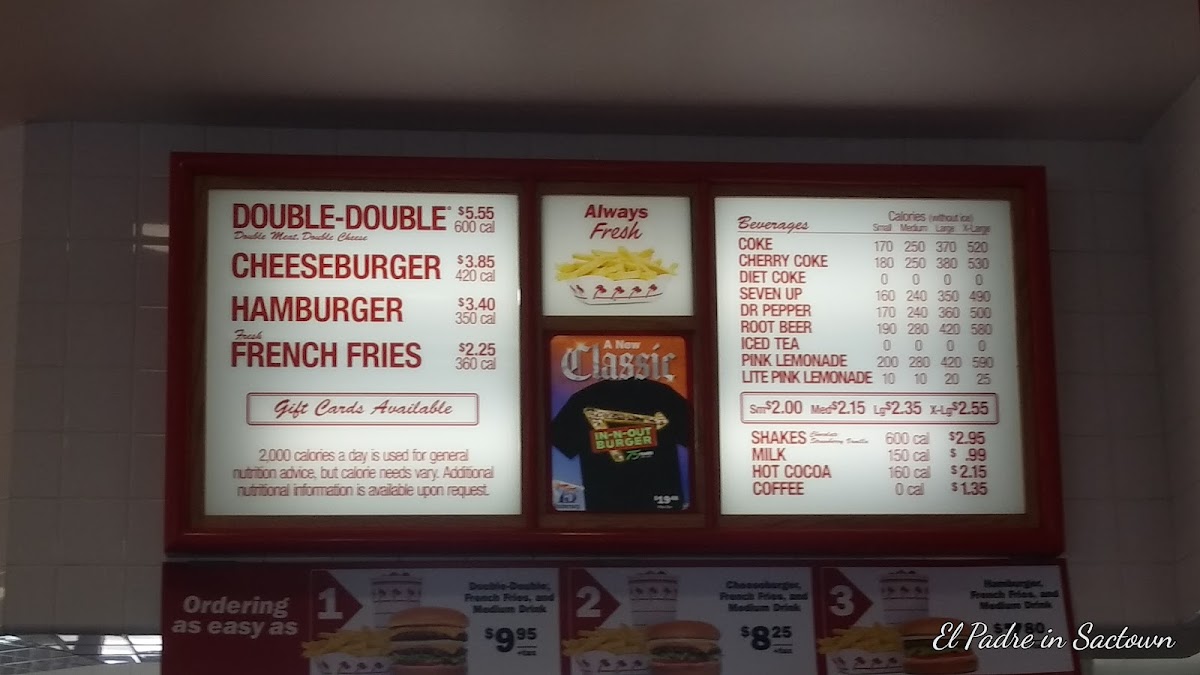 DOUBLE-DOUBLE® $5.55
Double Meat. Double Cheese 600 cal
CHEESEBURGER $3.85
420 cal
HAMBURGER $3.40
350 cal
Fresh
FRENCH FRIES $2.25
360 cal
Gift Cards Available
2,000 calories a day is used for general
nutrition advice, but calorie needs vary. Additional
nutritional information is available upon request.
Always
Fresh
A New
Classic
IN-N-OUT
BURGER
75
$19
Beverages Calories (without ice)
Small Medium Large X-Large
COKE 170 250 370 520
CHERRY COKE 180 250 380 530
DIET COKE 0 0 0 0
SEVEN UP 160 240 350 490
DR PEPPER 170 240 360 500
ROOT BEER 190 280 420 580
ICED TEA 0 0 0 0
PINK LEMONADE 200 280 420 590
LITE PINK LEMONADE 10 10 20 25
Sm$2.00 Med$2.15 Lg$2.35 X-Lg$2.55
SHAKES Chocolate Strawberry Vanilla 600 cal $2.95
MILK 150 cal $.99
HOT COCOA 160 cal $2.15
COFFEE 0 cal $1.35
Ordering
as easy as
1
Double-Double,
French Fries, and
Medium Drink
$9.95
+tax
2
Cheeseburger,
French Fries, and
Medium Drink
$8.25
+tax
3
Hamburger,
French Fries, and
Medium Drink
El Padre in Sactown